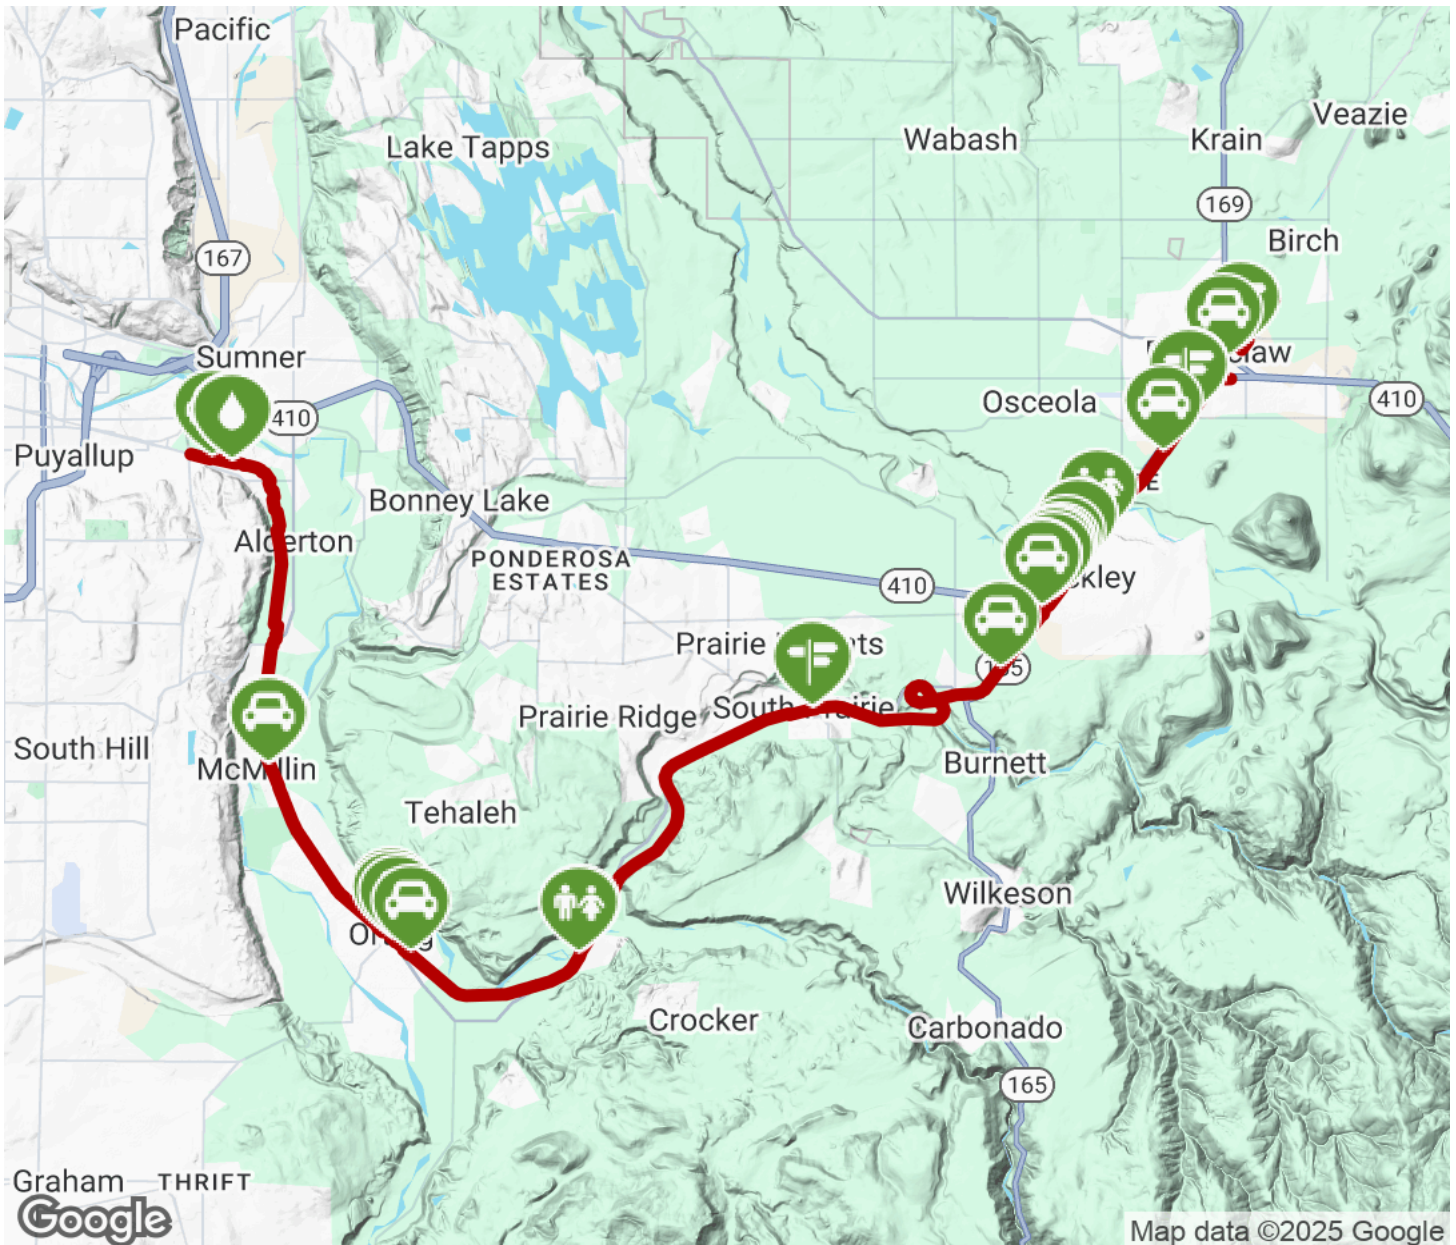 Pacific
Veazie
Wabash
Krain
Lake Tapps
169
Birch
167
Sumner
410
Osceola
410
Puyallup
Bonney Lake
Alderton
PONDEROSA
ESTATES
410
Prairie
South Prairie
Prairie Ridge
South Hill
McMillin
Burnett
Tehaleh
Wilkeson
Crocker
Carbonado
165
Graham
THRIFT
Google
Map data ©2025 Google